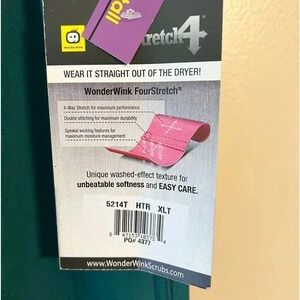 WonderWink
retch4
WEAR IT STRAIGHT OUT OF THE DRYER!
WonderWink FourStretch®
4-Way Stretch for maximum performance
Double stitching for maximum durability
Special wicking features for
maximum moisture management
Unique washed-effect texture for
unbeatable softness and EASY CARE.
5214T HTR XLT
PO# 4377
www.WonderWinkScrubs.com